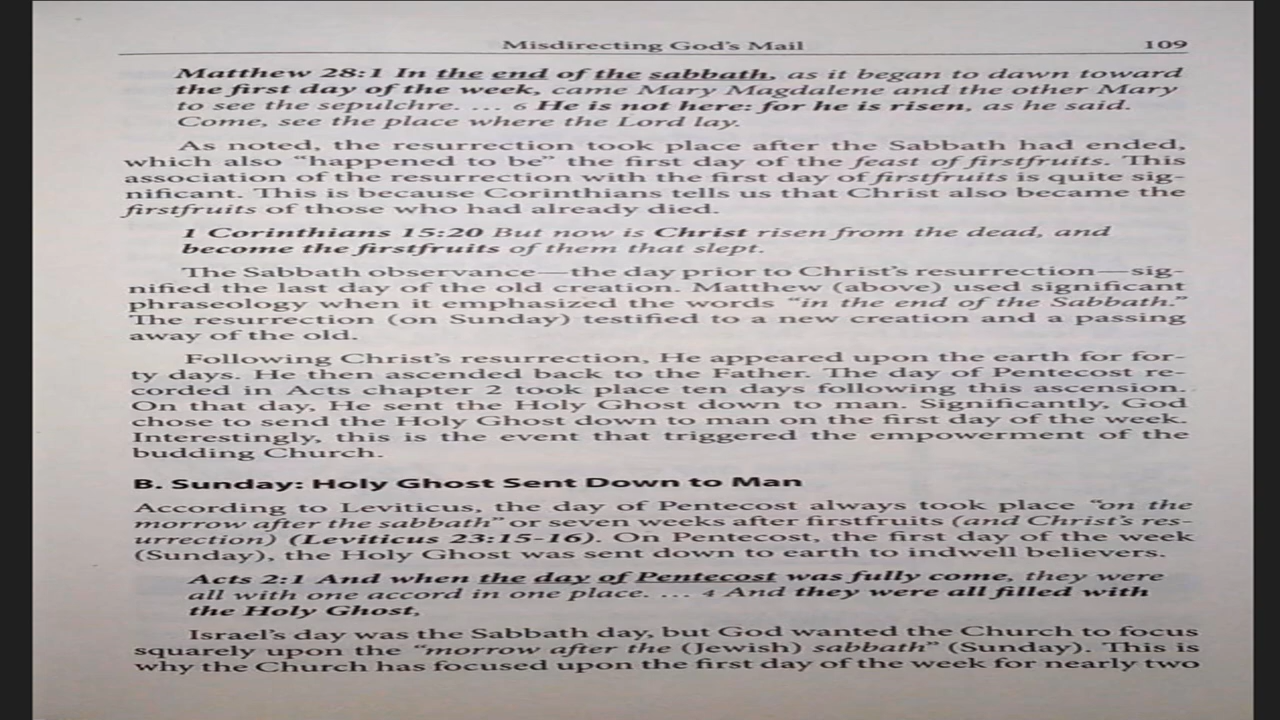 Misdirecting God's Mail 109
Matthew 28:1 In the end of the sabbath, as it began to dawn toward
the first day of the week, came Mary Magdalene and the other Mary
to see the sepulchre. ... 6 He is not here: for he is risen, as he said.
Come, see the place where the Lord lay.
As noted, the resurrection took place after the Sabbath had ended,
which also “happened to be” the first day of the feast of firstfruits. This
association of the resurrection with the first day of firstfruits is quite sig-
nificant. This is because Corinthians tells us that Christ also became the
firstfruits of those who had already died.
1 Corinthians 15:20 But now is Christ risen from the dead, and
become the firstfruits of them that slept.
The Sabbath observance—the day prior to Christ's resurrection—sig-
nified the last day of the old creation. Matthew (above) used significant
phraseology when it emphasized the words “in the end of the Sabbath.”
The resurrection (on Sunday) testified to a new creation and a passing
away of the old.
Following Christ's resurrection, He appeared upon the earth for for-
ty days. He then ascended back to the Father. The day of Pentecost re-
corded in Acts chapter 2 took place ten days following this ascension.
On that day, He sent the Holy Ghost down to man. Significantly, God
chose to send the Holy Ghost down to man on the first day of the week.
Interestingly, this is the event that triggered the empowerment of the
budding Church.
B. Sunday: Holy Ghost Sent Down to Man
According to Leviticus, the day of Pentecost always took place “on the
morrow after the sabbath” or seven weeks after firstfruits (and Christ's res-
urrection) (Leviticus 23:15-16). On Pentecost, the first day of the week
(Sunday), the Holy Ghost was sent down to earth to indwell believers.
Acts 2:1 And when the day of Pentecost was fully come, they were
all with one accord in one place. ... 4 And they were all filled with
the Holy Ghost,
Israel's day was the Sabbath day, but God wanted the Church to focus
squarely upon the “morrow after the (Jewish) sabbath” (Sunday). This is
why the Church has focused upon the first day of the week for nearly two